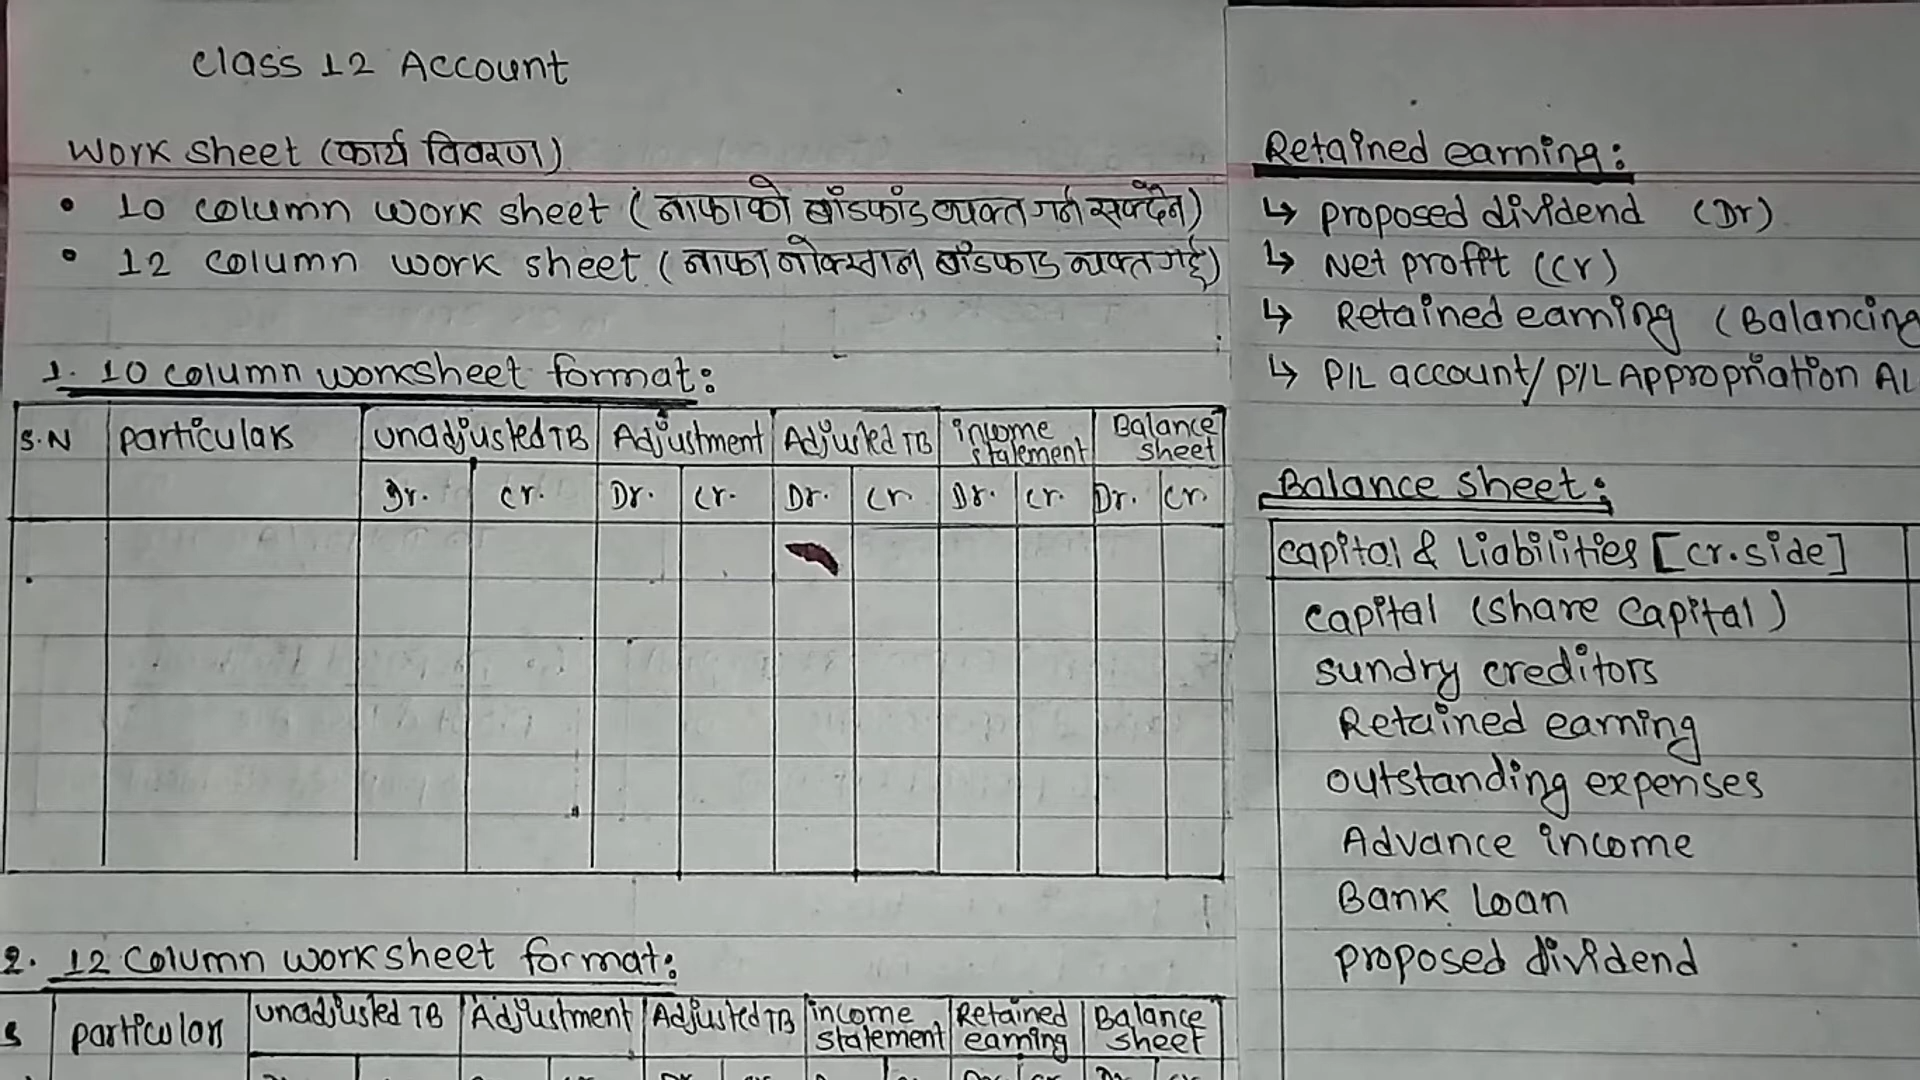 Class 12 Account
Work sheet (कार्य विवरण)
• 10 column work sheet (नाफाको बाँडफाँड व्यक्त गर्न सक्दैन)
• 12 column work sheet (नाफा नोक्सान बाँडफाड व्यक्त गर्छ)
1. 10 column worksheet format:
S.N particulars unadjusted TB Adjustment Adjusted TB income statement Balance sheet
Dr. cr. Dr. cr. Dr. cr. Dr. cr. Dr. cr.
2. 12 column work sheet format:
S particulars unadjusted TB Adjustment Adjusted TB income statement Retained earning Balance sheet
Retained earning:
↳ proposed dividend (Dr)
↳ Net profit (cr)
↳ Retained earning (Balancing
↳ P/L account/ P/L Appropriation
Balance sheet:
capital & Liabilities [cr.side]
capital (share capital)
sundry creditors
Retained earning
outstanding expenses
Advance income
Bank loan
proposed dividend